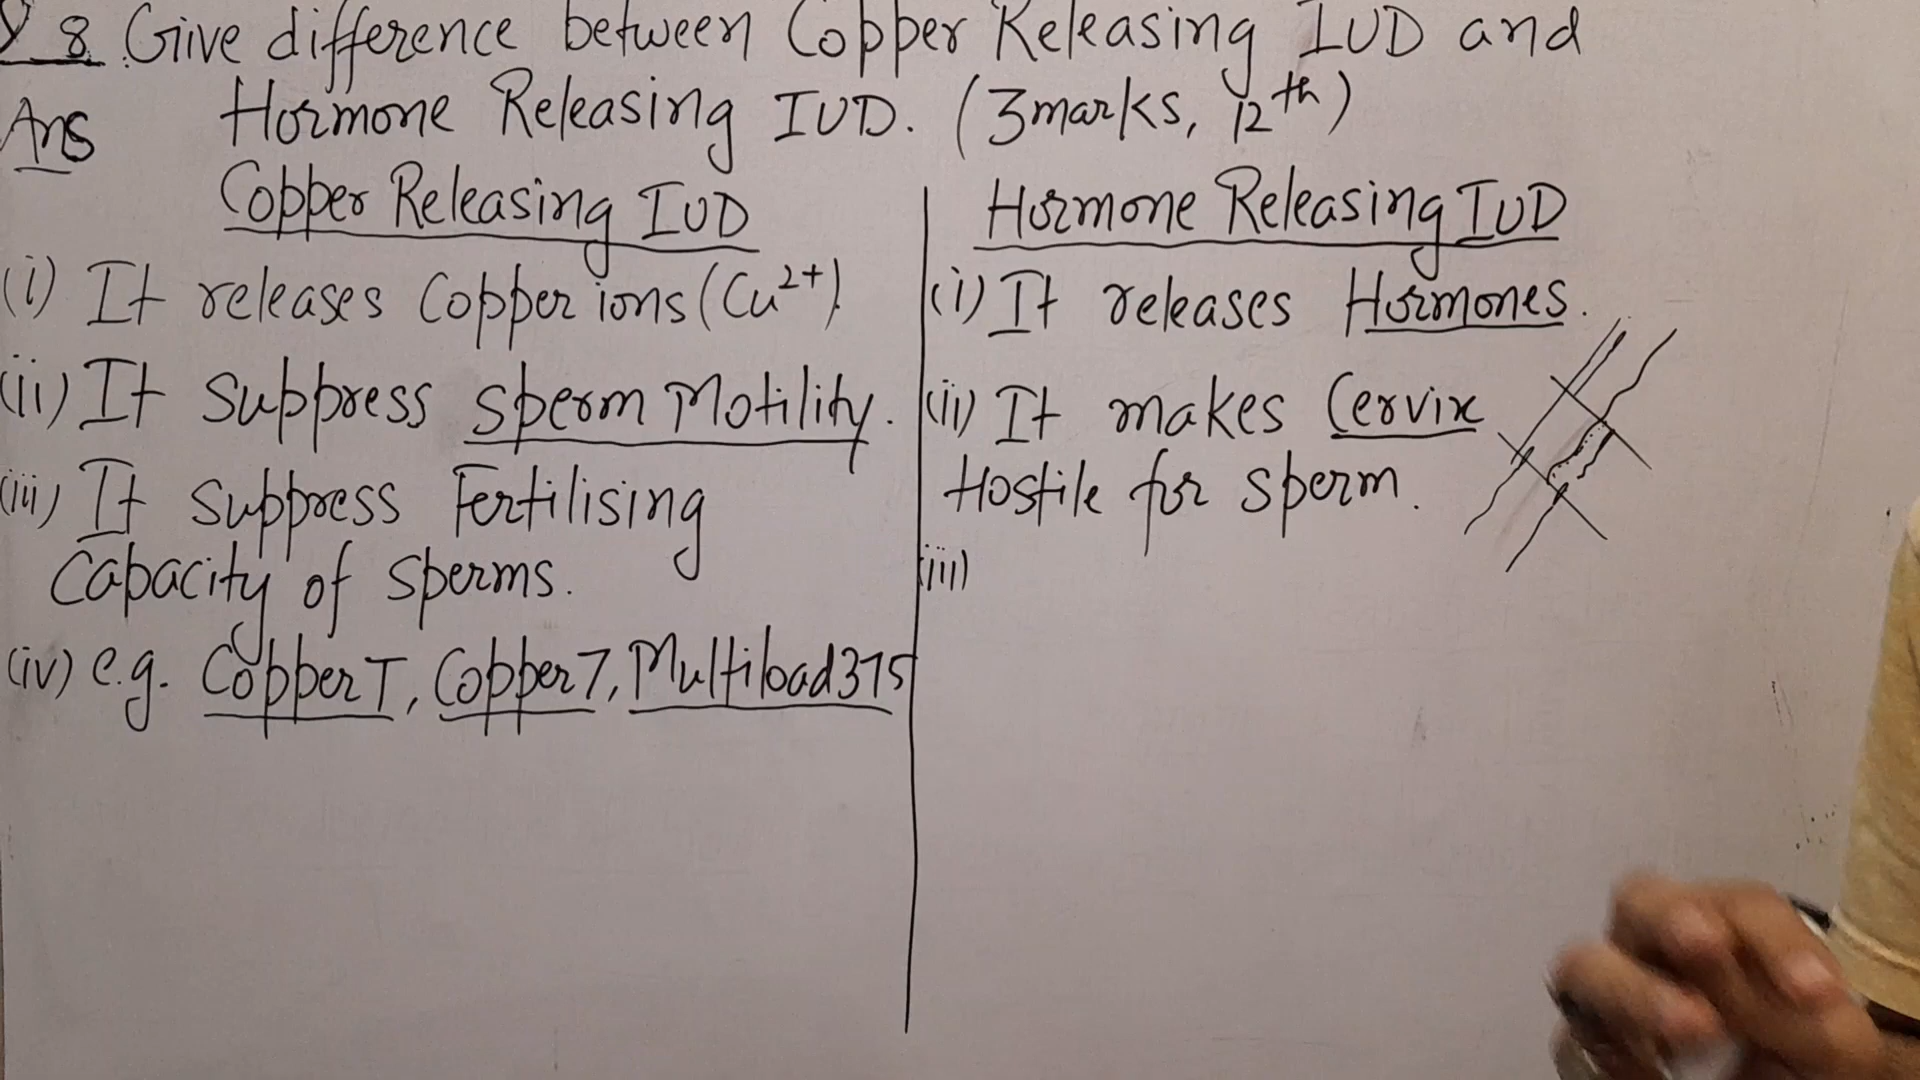 Q 8. Give difference between Copper Releasing IUD and
Hormone Releasing IUD. (3marks, 12th)
Ans
Copper Releasing IUD
(i) It releases Copper ions (Cu2+).
(ii) It suppress sperm Motility.
(iii) It suppress Fertilising
Capacity of sperms.
(iv) e.g. Copper T, Copper 7, Multiload 375
Hormone Releasing IUD
(i) It releases Hormones.
(ii) It makes Cervix
Hostile for sperm.
(iii)